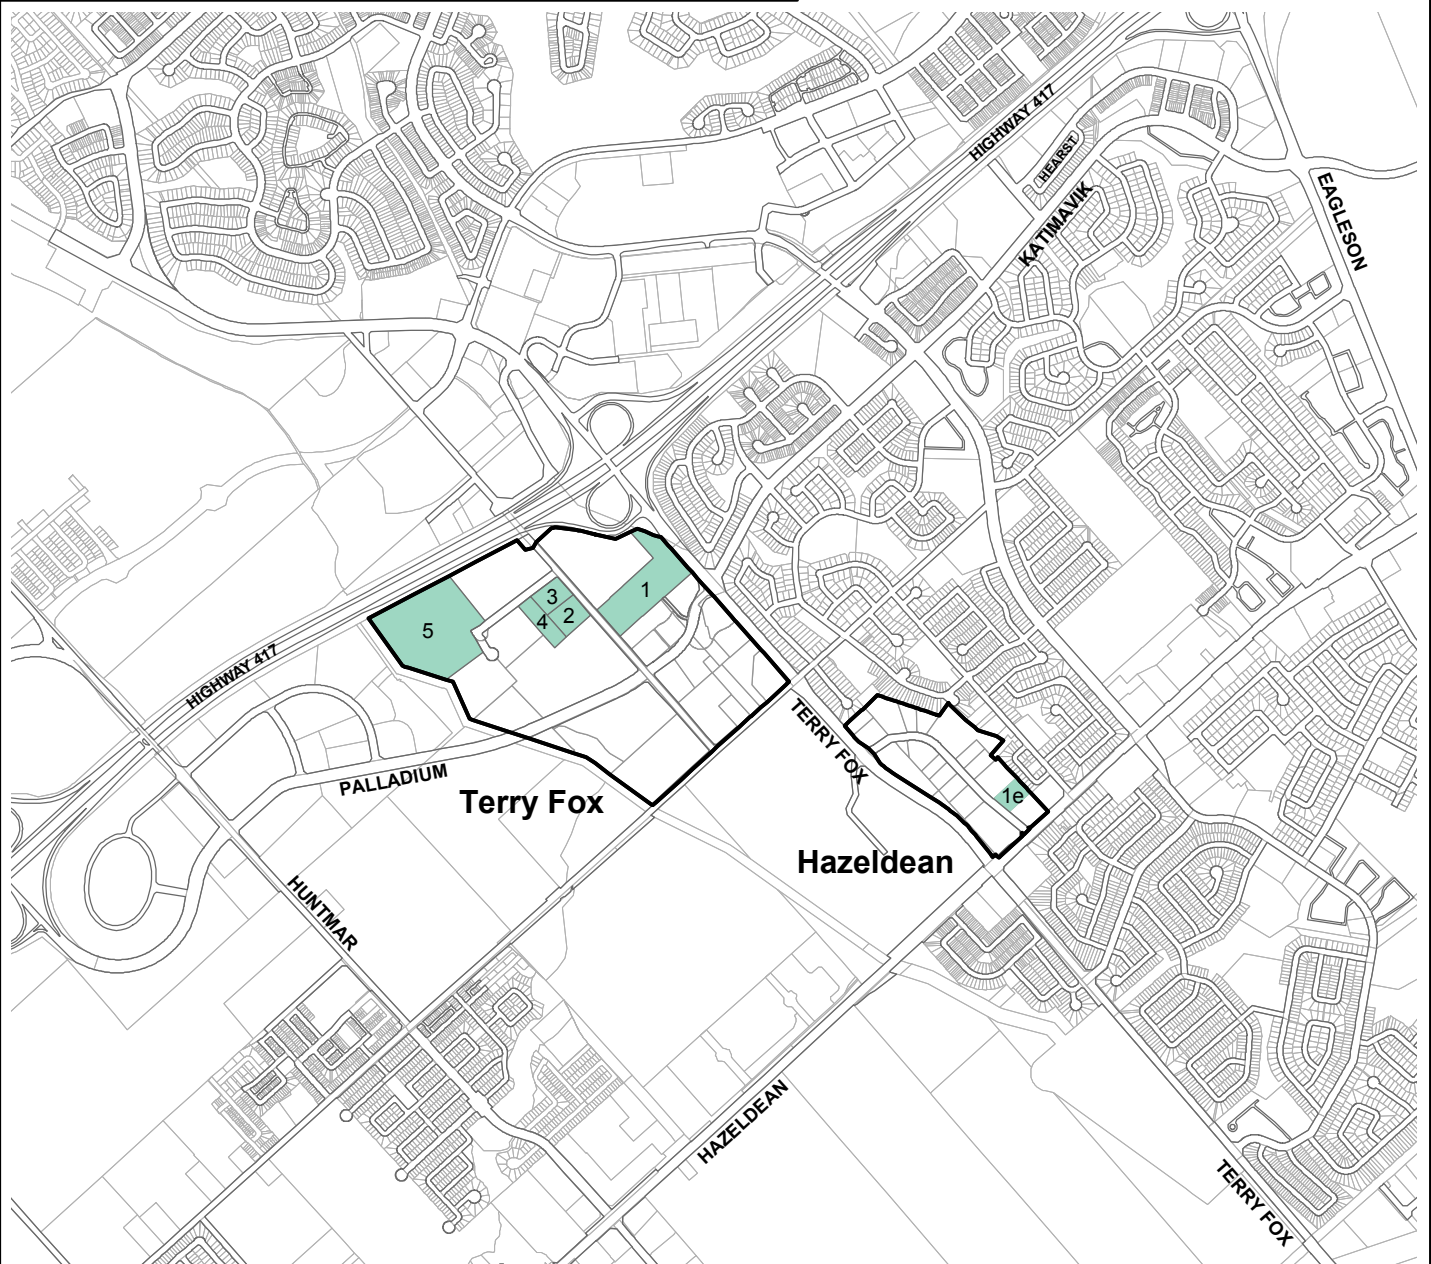 HIGHWAY 417
HEARST
KATIMAVIK
EAGLESON
1
3
2
4
5
HIGHWAY 417
TERRY FOX
PALLADIUM
Terry Fox
1e
Hazeldean
HUNTMAR
HAZELDEAN
TERRY FOX